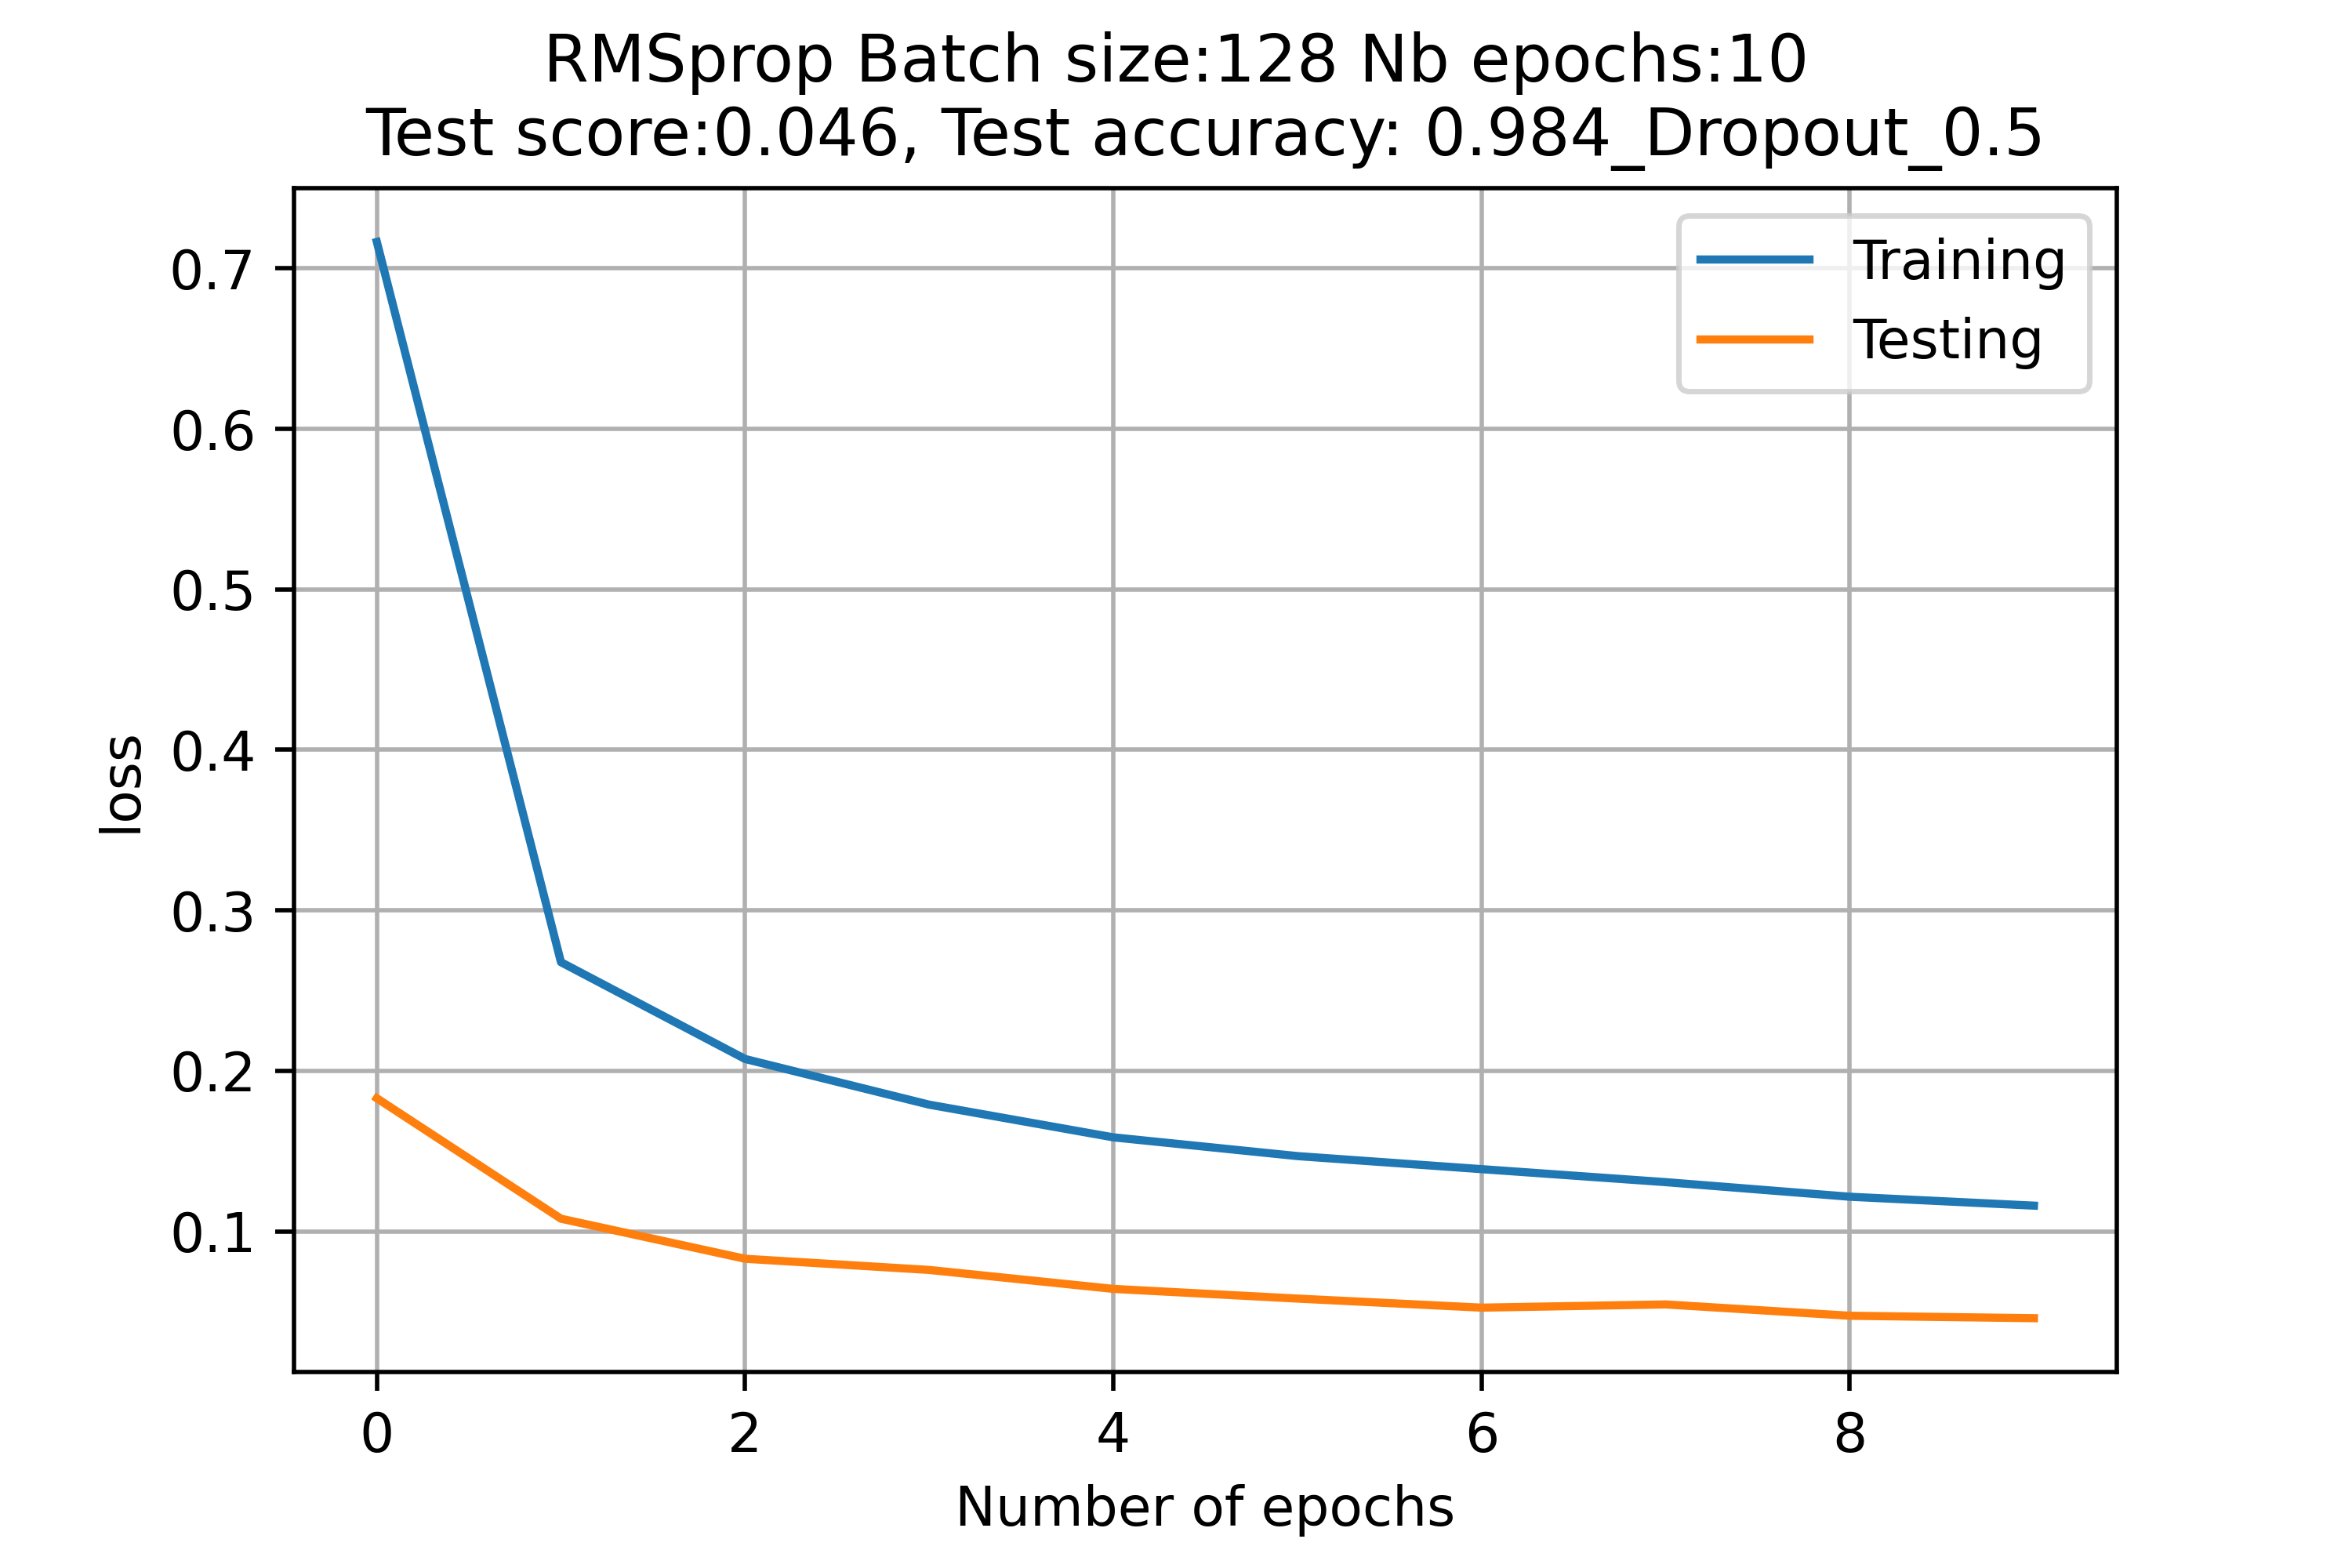 RMSprop Batch size:128 Nb epochs:10
Test score:0.046, Test accuracy: 0.984_Dropout_0.5
Training
Testing
0.7
0.6
0.5
0.4
0.3
0.2
0.1
loss
0 2 4 6 8
Number of epochs